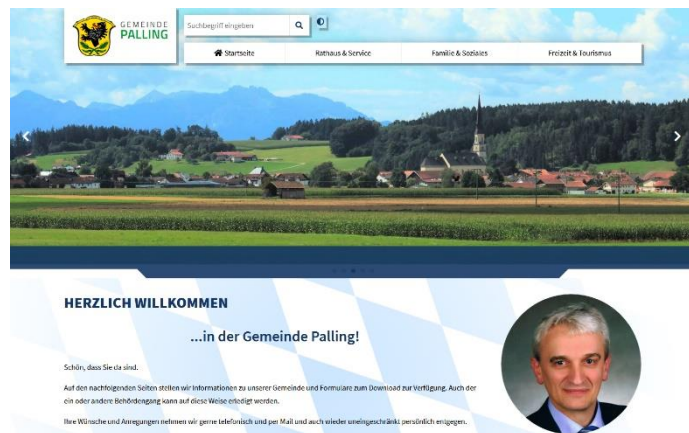 GEMEINDE
PALLING
Suchbegriff eingeben
Startseite
Rathaus & Service
Familie & Soziales
Freizeit & Tourismus
HERZLICH WILLKOMMEN
...in der Gemeinde Palling!
Schön, dass Sie da sind.
Auf den nachfolgenden Seiten stellen wir Informationen zu unserer Gemeinde und Formulare zum Download zur Verfügung. Auch der
ein oder andere Behördengang kann auf diese Weise erledigt werden.
Ihre Wünsche und Anregungen nehmen wir gerne telefonisch und per Mail und auch wieder uneingeschränkt persönlich entgegen.